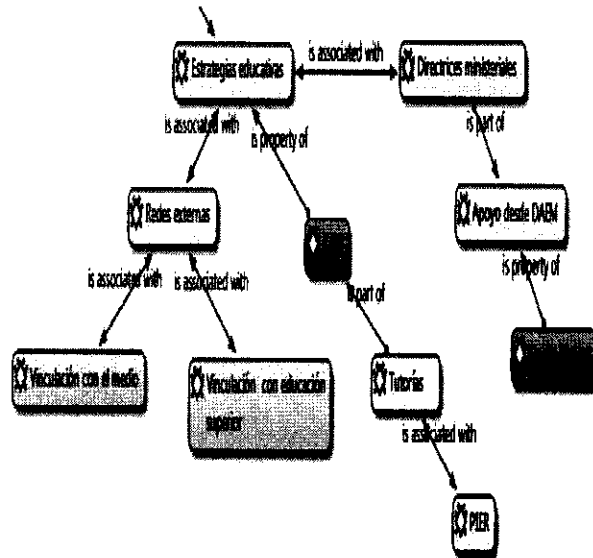 is associated with
Estrategias educativas
Directrices ministeriales
is associated with
is property of
is part of
Redes externas
Apoyo desde DAEM
is associated with
is associated with
is part of
is property of
Vinculación con el medio
Vinculación con educación
superior
Tutorías
is associated with
PIER